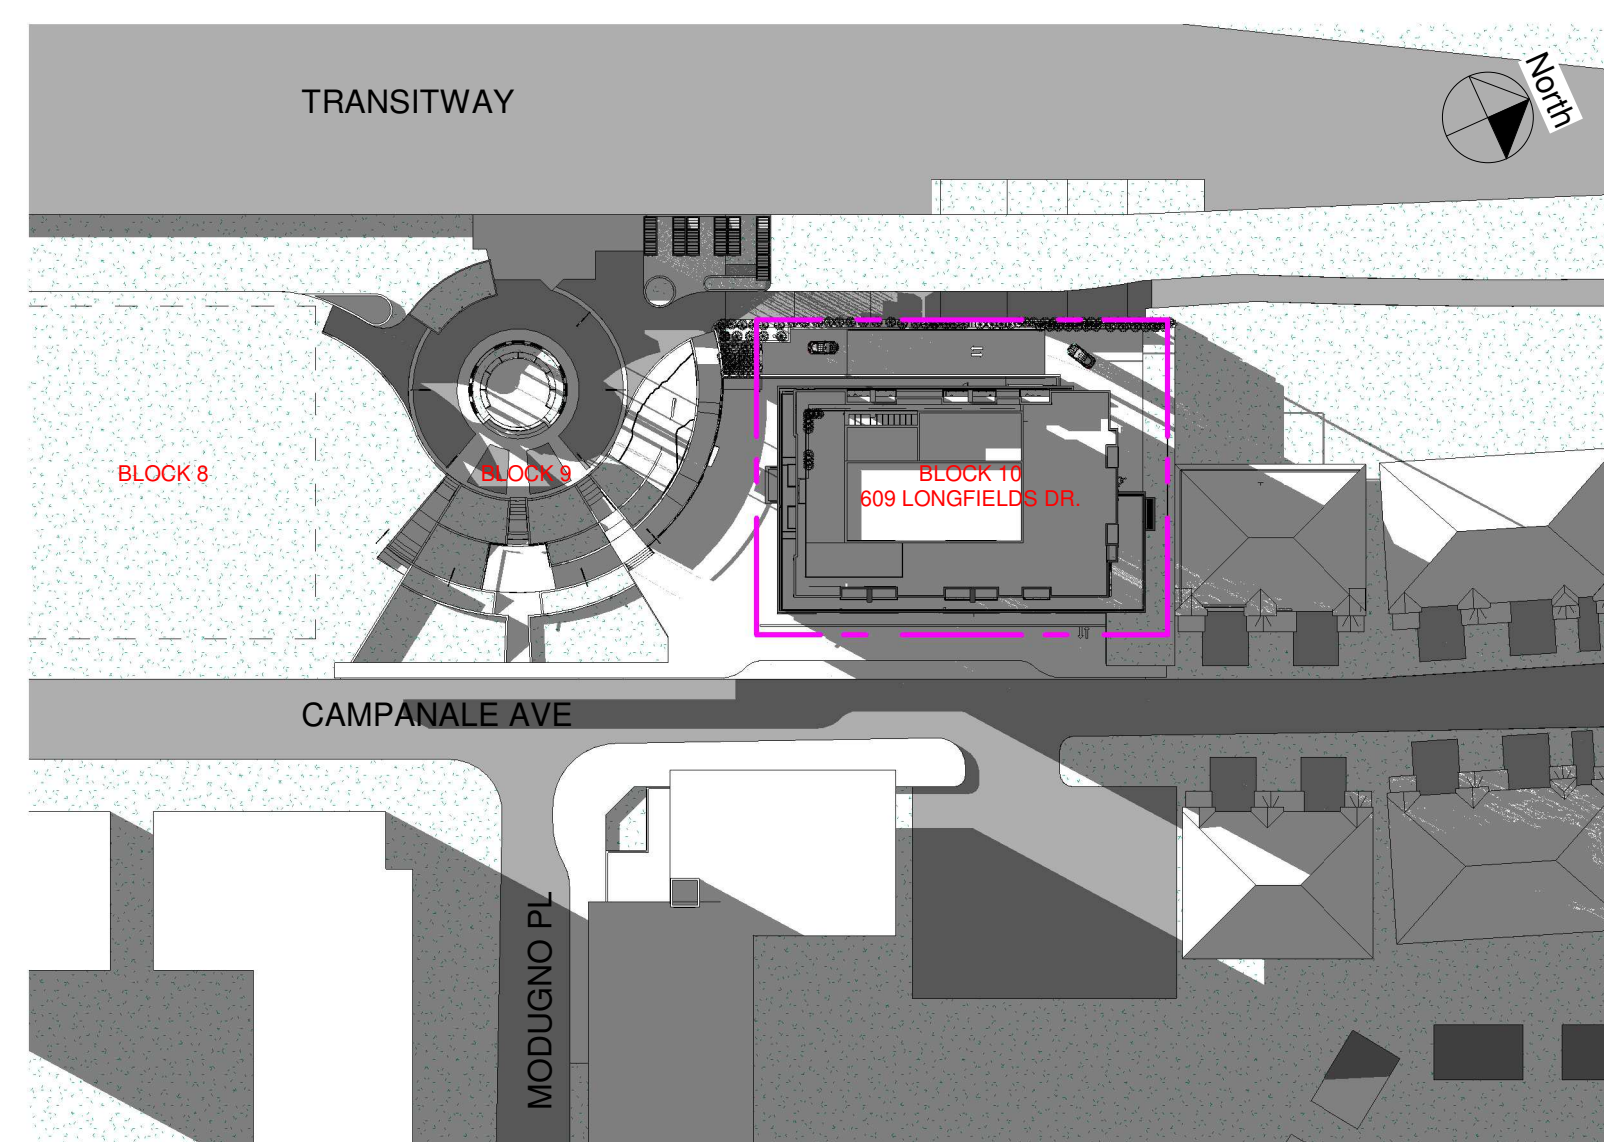 TRANSITWAY
North
BLOCK 8
BLOCK 9
BLOCK 10
609 LONGFIELDS DR.
CAMPANALE AVE
MODUGNO PL